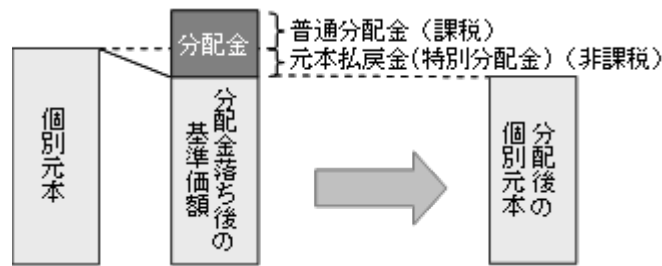 分配金
普通分配金（課税）
元本払戻金(特別分配金)（非課税）
個別元本
分配金落ち後の
基準価額
分配後の
個別元本